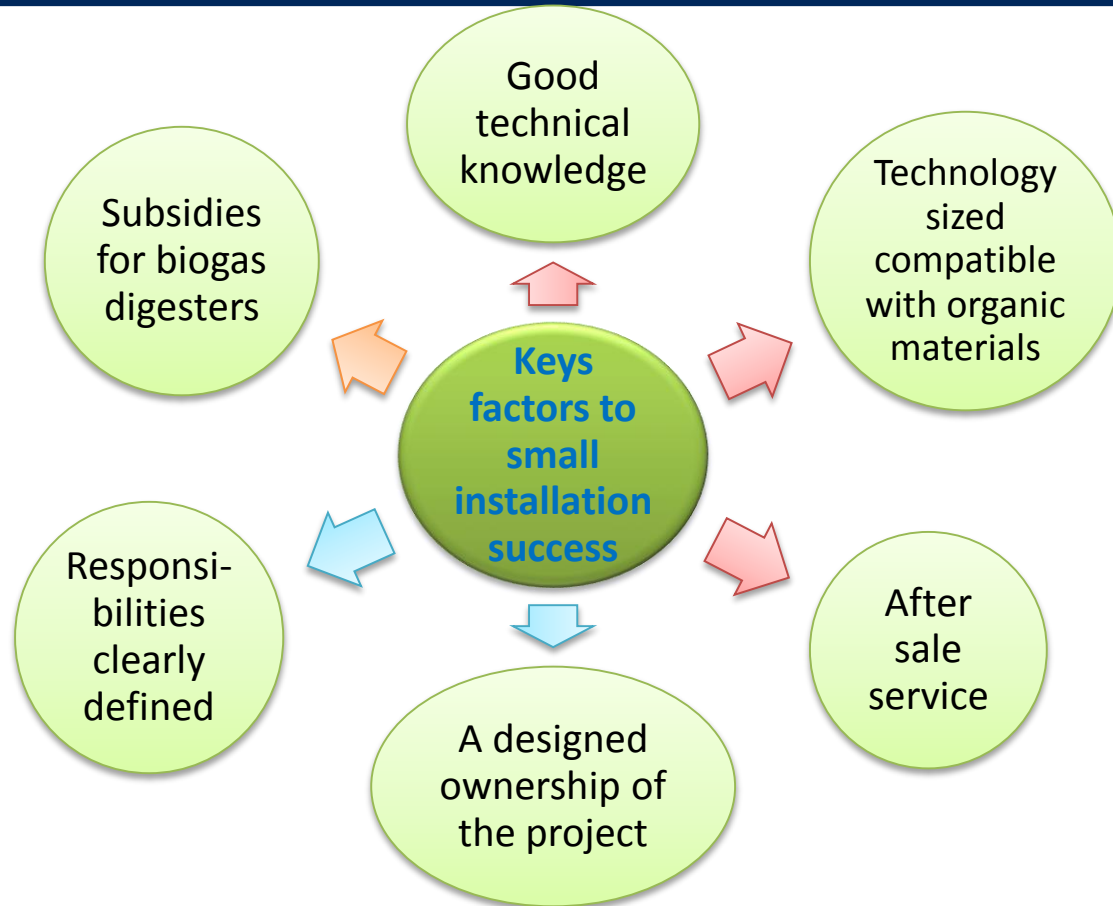 Good
technical
knowledge
Technology
sized
compatible
with organic
materials
After
sale
service
A designed
ownership of
the project
Responsi-
bilities
clearly
defined
Subsidies
for biogas
digesters
Keys
factors to
small
installation
success